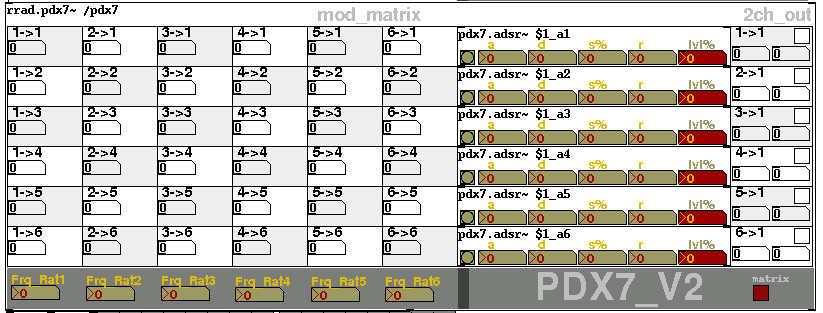 rrad.pdx7~ /pdx7 mod_matrix 2ch_out
1->1 2->1 3->1 4->1 5->1 6->1 pdx7.adsr~ $1_a1 1->1
a d s% r lvl%
0 0 0 0 0 0 0 0 0 0 0 0 0
1->2 2->2 3->2 4->2 5->2 6->2 pdx7.adsr~ $1_a2 2->1
a d s% r lvl%
0 0 0 0 0 0 0 0 0 0 0 0 0
1->3 2->3 3->3 4->3 5->3 6->3 pdx7.adsr~ $1_a3 3->1
a d s% r lvl%
0 0 0 0 0 0 0 0 0 0 0 0 0
1->4 2->4 3->4 4->4 5->4 6->4 pdx7.adsr~ $1_a4 4->1
a d s% r lvl%
0 0 0 0 0 0 0 0 0 0 0 0 0
1->5 2->5 3->5 4->5 5->5 6->5 pdx7.adsr~ $1_a5 5->1
a d s% r lvl%
0 0 0 0 0 0 0 0 0 0 0 0 0
1->6 2->6 3->6 4->6 5->6 6->6 pdx7.adsr~ $1_a6 6->1
a d s% r lvl%
0 0 0 0 0 0 0 0 0 0 0 0 0
Frq_Rat1 Frq_Rat2 Frq_Rat3 Frq_Rat4 Frq_Rat5 Frq_Rat6 PDX7_V2 matrix
0 0 0 0 0 0